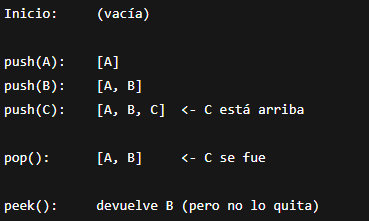 Inicio:     (vacía)
push(A):    [A]
push(B):    [A, B]
push(C):    [A, B, C]  <- C está arriba
pop():      [A, B]     <- C se fue
peek():     devuelve B (pero no lo quita)